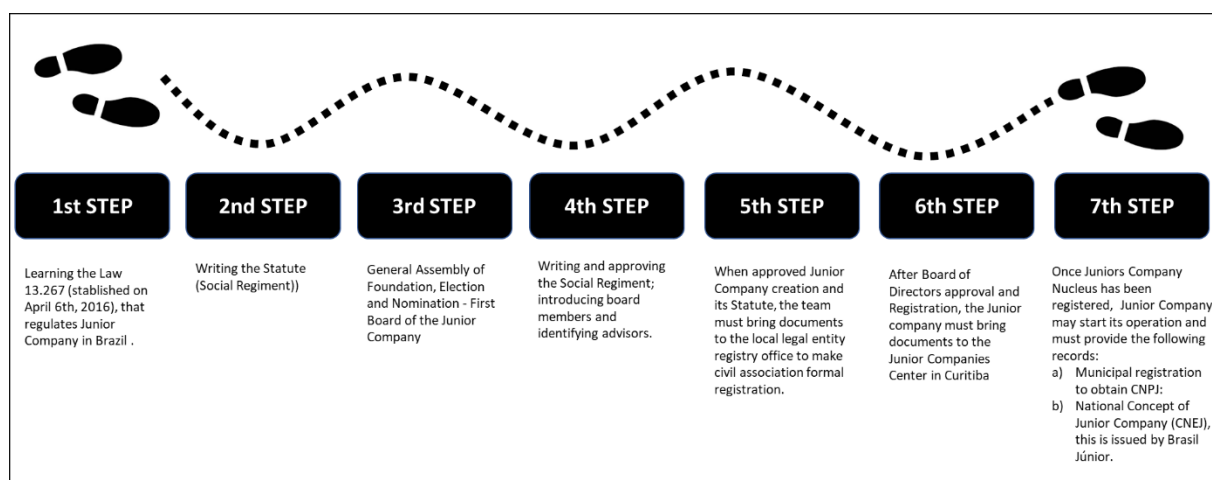 1st STEP
Learning the Law
13.267 (stablished on
April 6th, 2016), that
regulates Junior
Company in Brazil .
2nd STEP
Writing the Statute
(Social Regiment))
3rd STEP
General Assembly of
Foundation, Election
and Nomination - First
Board of the Junior
Company
4th STEP
Writing and approving
the Social Regiment;
introducing board
members and
identifying advisors.
5th STEP
When approved Junior
Company creation and
its Statute, the team
must bring documents
to the local legal entity
registry office to make
civil association formal
registration.
6th STEP
After Board of
Directors approval and
Registration, the Junior
company must bring
documents to the
Junior Companies
Center in Curitiba
7th STEP
Once Juniors Company
Nucleus has been
registered, Junior Company
may start its operation and
must provide the following
records:
a) Municipal registration
to obtain CNPJ:
b) National Concept of
Junior Company (CNEJ),
this is issued by Brasil
Júnior.